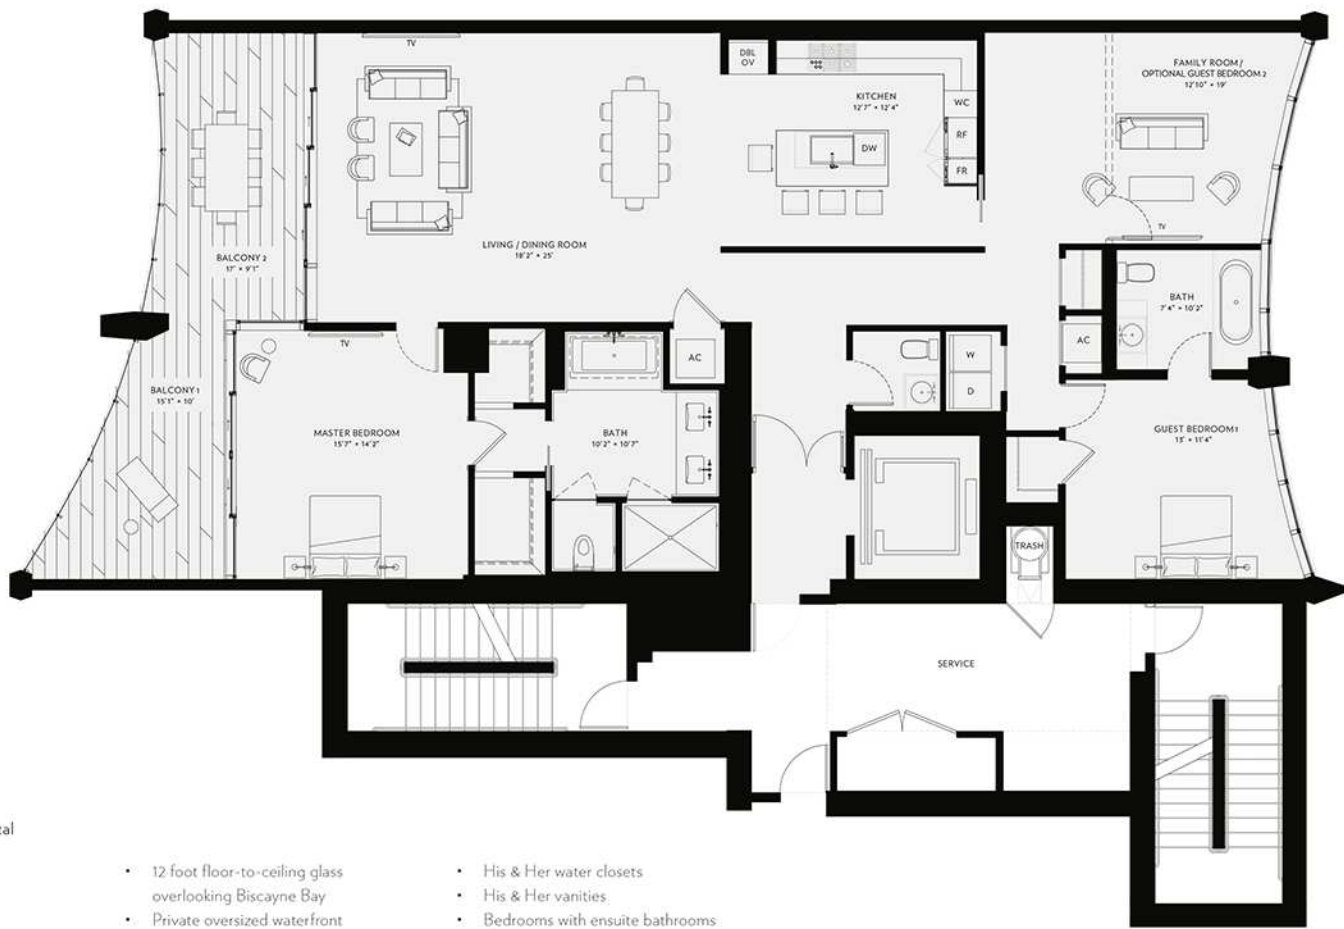 TV
DBL
OV
KITCHEN
12'7" × 12'4"
WC
RF
FR
DW
FAMILY ROOM /
OPTIONAL GUEST BEDROOM 2
12'10" × 19'
TV
LIVING / DINING ROOM
18'2" × 25'
BALCONY 2
17' × 9'1"
BATH
7'4" × 10'2"
AC
TV
AC
W
D
BALCONY 1
15'1" × 10'
MASTER BEDROOM
15'7" × 14'2"
BATH
10'2" × 10'7"
GUEST BEDROOM 1
13' × 11'4"
TRASH
SERVICE
• 12 foot floor-to-ceiling glass
overlooking Biscayne Bay
• Private oversized waterfront
• His & Her water closets
• His & Her vanities
• Bedrooms with ensuite bathrooms